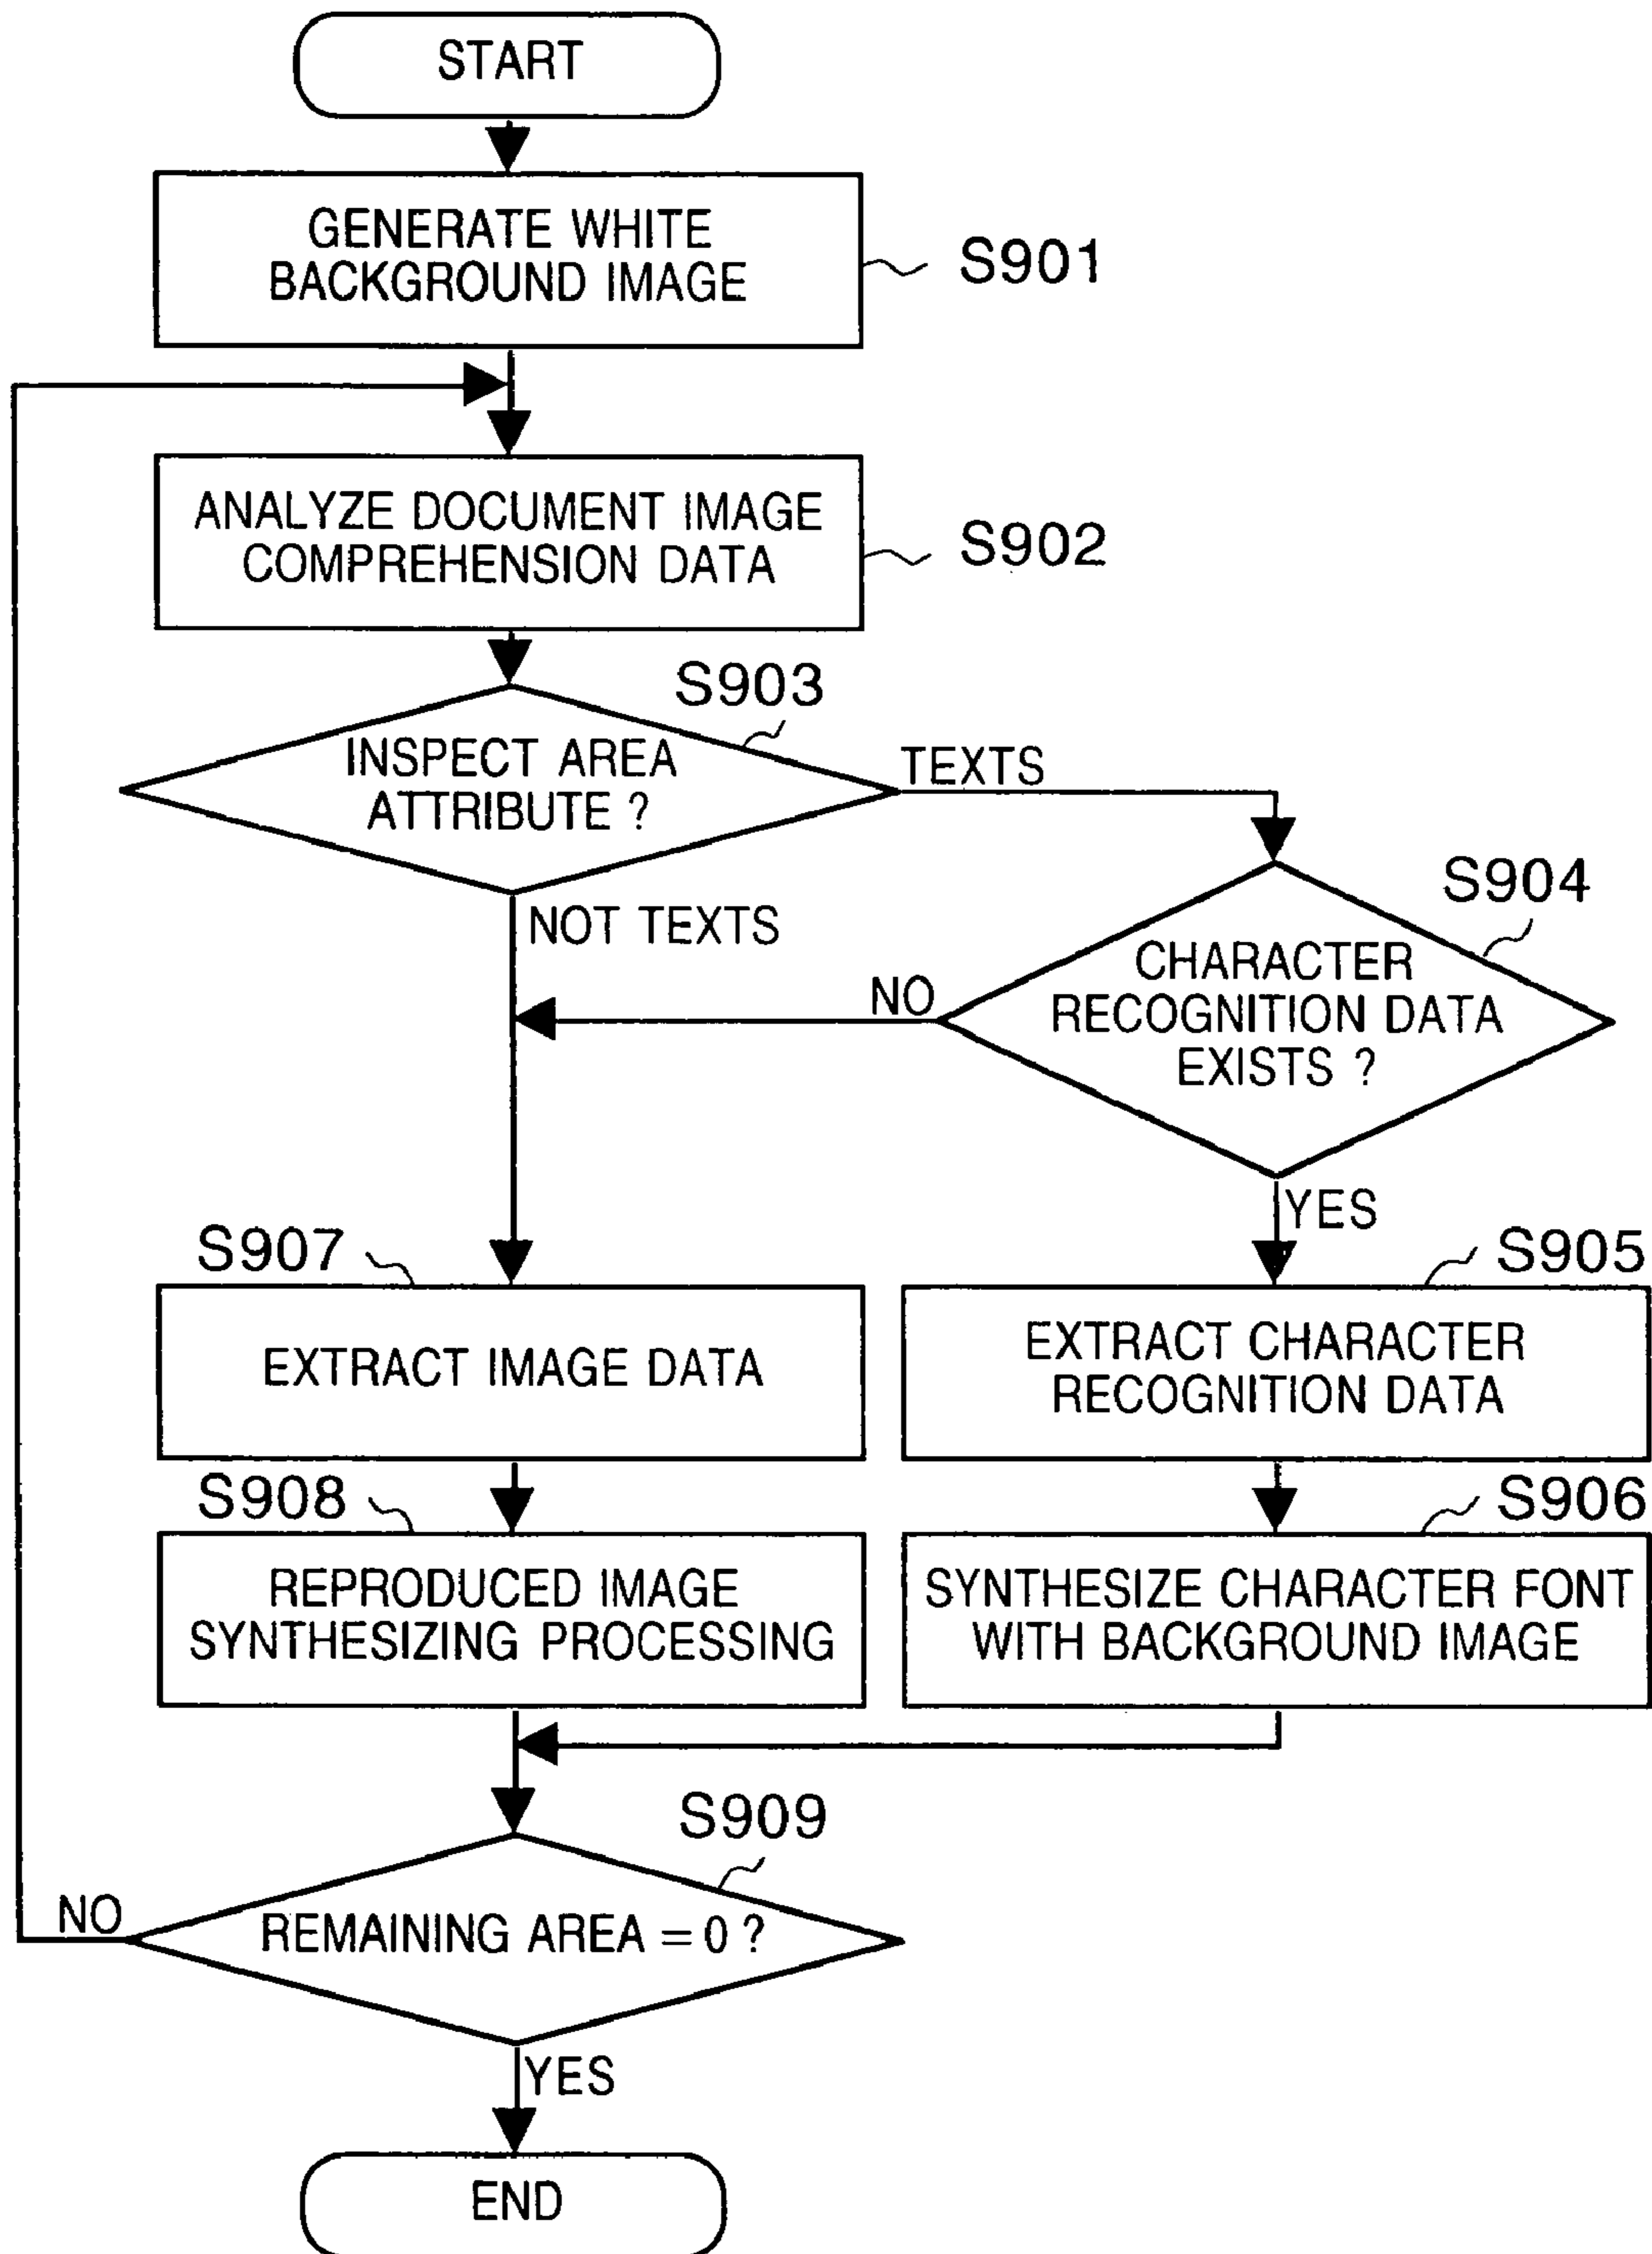 START
GENERATE WHITE
BACKGROUND IMAGE
S901
ANALYZE DOCUMENT IMAGE
COMPREHENSION DATA
S902
S903
INSPECT AREA
ATTRIBUTE ?
TEXTS
NOT TEXTS
S904
CHARACTER
RECOGNITION DATA
EXISTS ?
NO
YES
S907
EXTRACT IMAGE DATA
S905
EXTRACT CHARACTER
RECOGNITION DATA
S908
REPRODUCED IMAGE
SYNTHESIZING PROCESSING
S906
SYNTHESIZE CHARACTER FONT
WITH BACKGROUND IMAGE
S909
REMAINING AREA = 0 ?
NO
YES
END